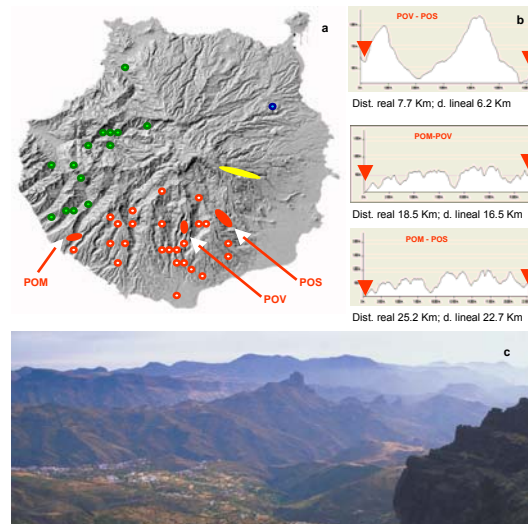 a
POM
POV
POS
b
POV - POS
Dist. real 7.7 Km; d. lineal 6.2 Km
POM-POV
Dist. real 18.5 Km; d. lineal 16.5 Km
POM - POS
Dist. real 25.2 Km; d. lineal 22.7 Km
c